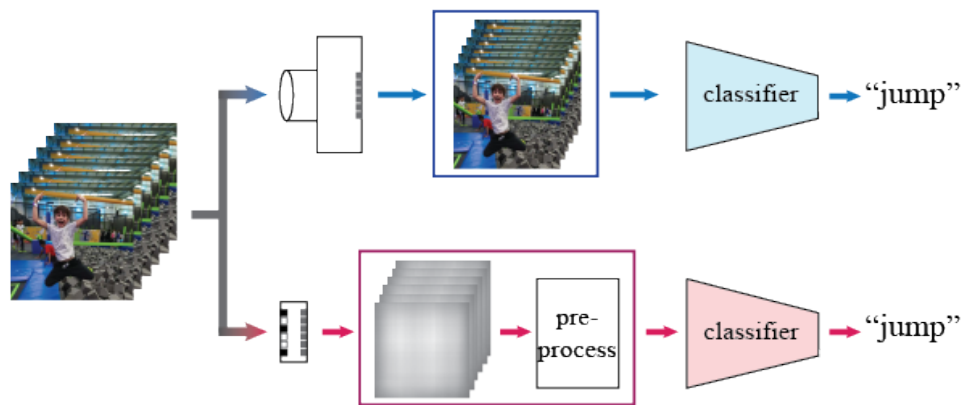 classifier
“jump”
pre-
process
classifier
“jump”